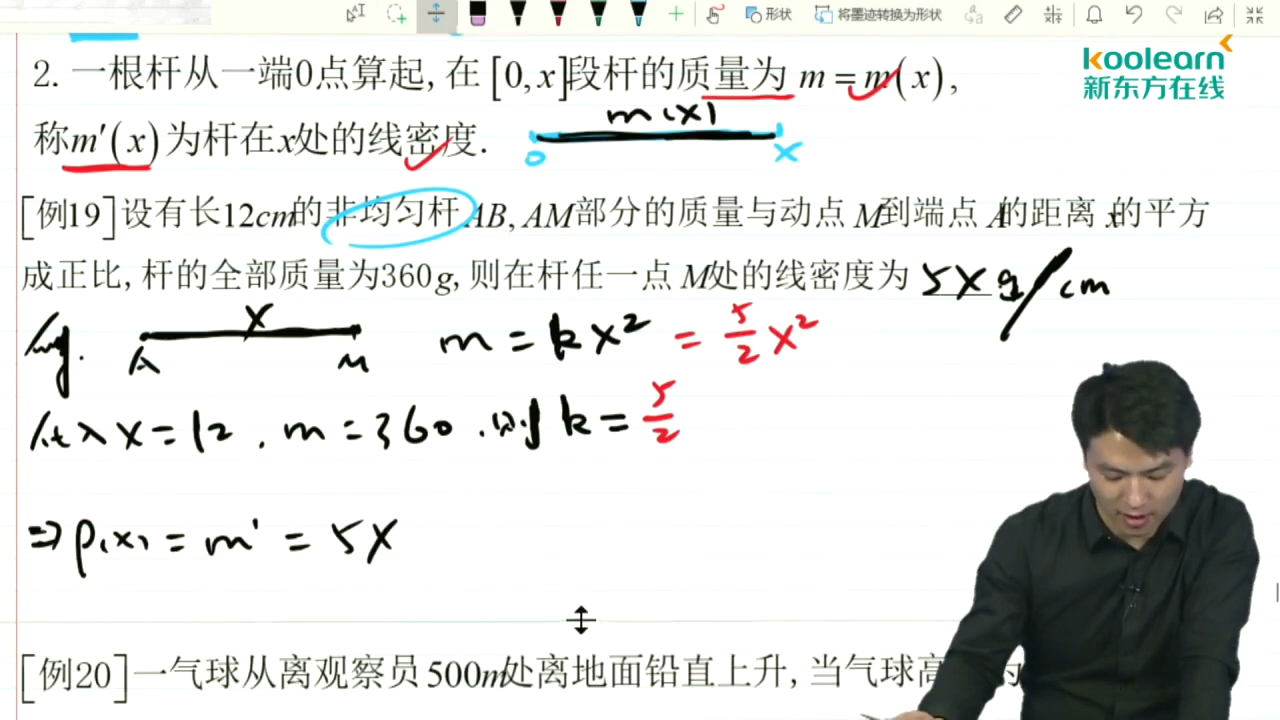 形状 将墨迹转换为形状
koolearn
新东方在线
2. 一根杆从一端0点算起, 在 [0, x]段杆的质量为 m = m(x),
m(x)
称m′(x)为杆在x处的线密度.
0 x
[例19]设有长12cm的非均匀杆AB, AM部分的质量与动点M到端点A的距离x的平方
成正比, 杆的全部质量为360g, 则在杆任一点M处的线密度为 5x g/cm
x
A M m = kx² = 5/2 x²
代入 x = 12, m = 360. 则 k = 5/2
⇒ ρ(x) = m' = 5x
[例20]一气球从离观察员500m处离地面铅直上升, 当气球高